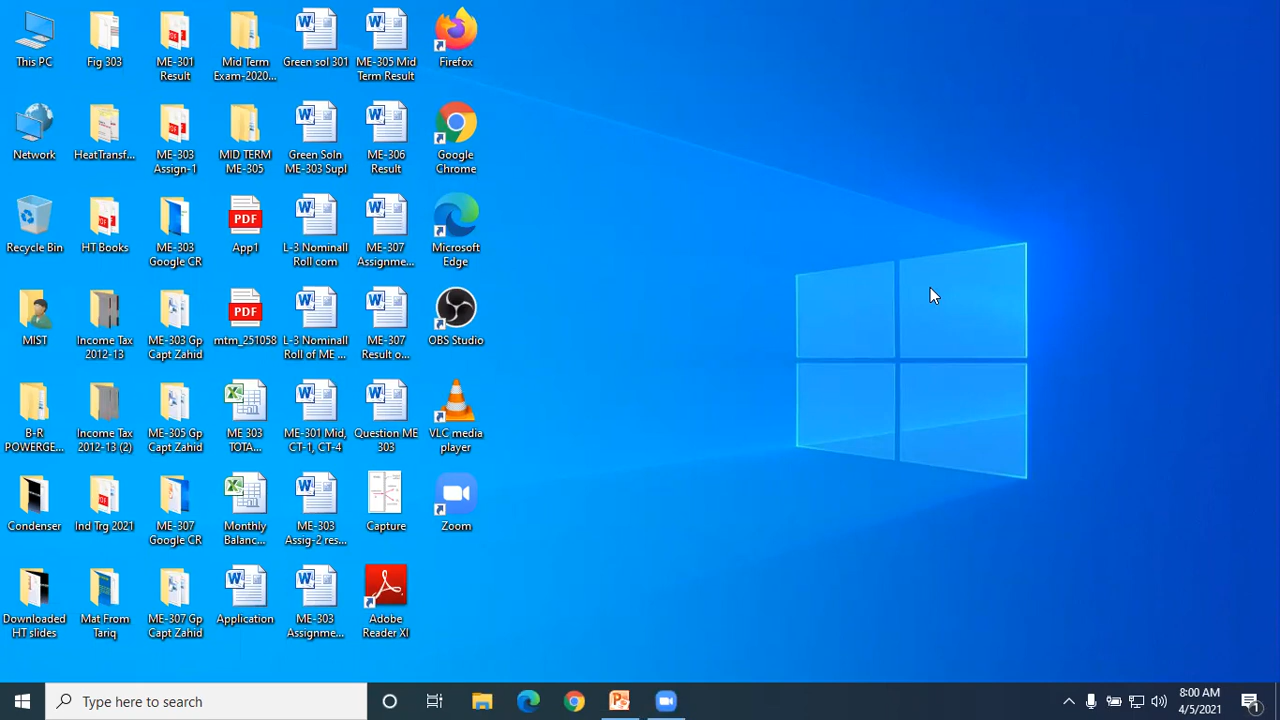 This PC
Fig 303
ME-301
Result
Mid Term
Exam-2020...
Green sol 301
ME-305 Mid
Term Result
Firefox
Network
HeatTransf...
ME-303
Assign-1
MID TERM
ME-305
Green Soln
ME-303 Supl
ME-306
Result
Google
Chrome
Recycle Bin
HT Books
ME-303
Google CR
PDF
App1
L-3 Nominall
Roll com
ME-307
Assignme...
Microsoft
Edge
MIST
Income Tax
2012-13
ME-303 Gp
Capt Zahid
PDF
mtm_251058
L-3 Nominall
Roll of ME ...
ME-307
Result o...
OBS Studio
B-R
POWERGE...
Income Tax
2012-13 (2)
ME-305 Gp
Capt Zahid
ME 303
TOTA...
ME-301 Mid,
CT-1, CT-4
Question ME
303
VLC media
player
Condenser
Ind Trg 2021
ME-307
Google CR
Monthly
Balanc...
ME-303
Assig-2 res...
Capture
Zoom
Downloaded
HT slides
Mat From
Tariq
ME-307 Gp
Capt Zahid
Application
ME-303
Assignme...
Adobe
Reader XI
Type here to search
8:00 AM
4/5/2021
1